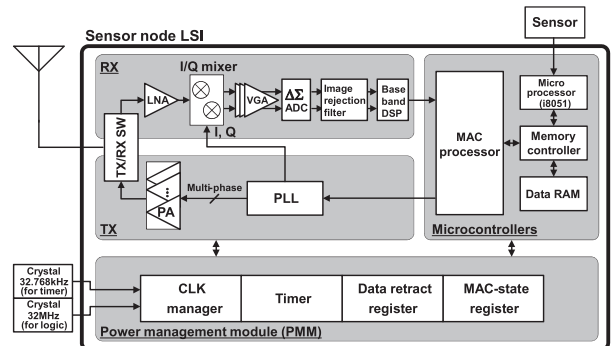 Sensor node LSI
Sensor
RX
I/Q mixer
LNA
VGA
ΔΣ
ADC
Image
rejection
filter
Base
band
DSP
I, Q
TX/RX SW
MAC
processor
Micro
processor
(i8051)
Memory
controller
Data RAM
Microcontrollers
Multi-phase
PLL
...
PA
TX
Crystal
32.768kHz
(for timer)
Crystal
32MHz
(for logic)
CLK
manager
Timer
Data retract
register
MAC-state
register
Power management module (PMM)